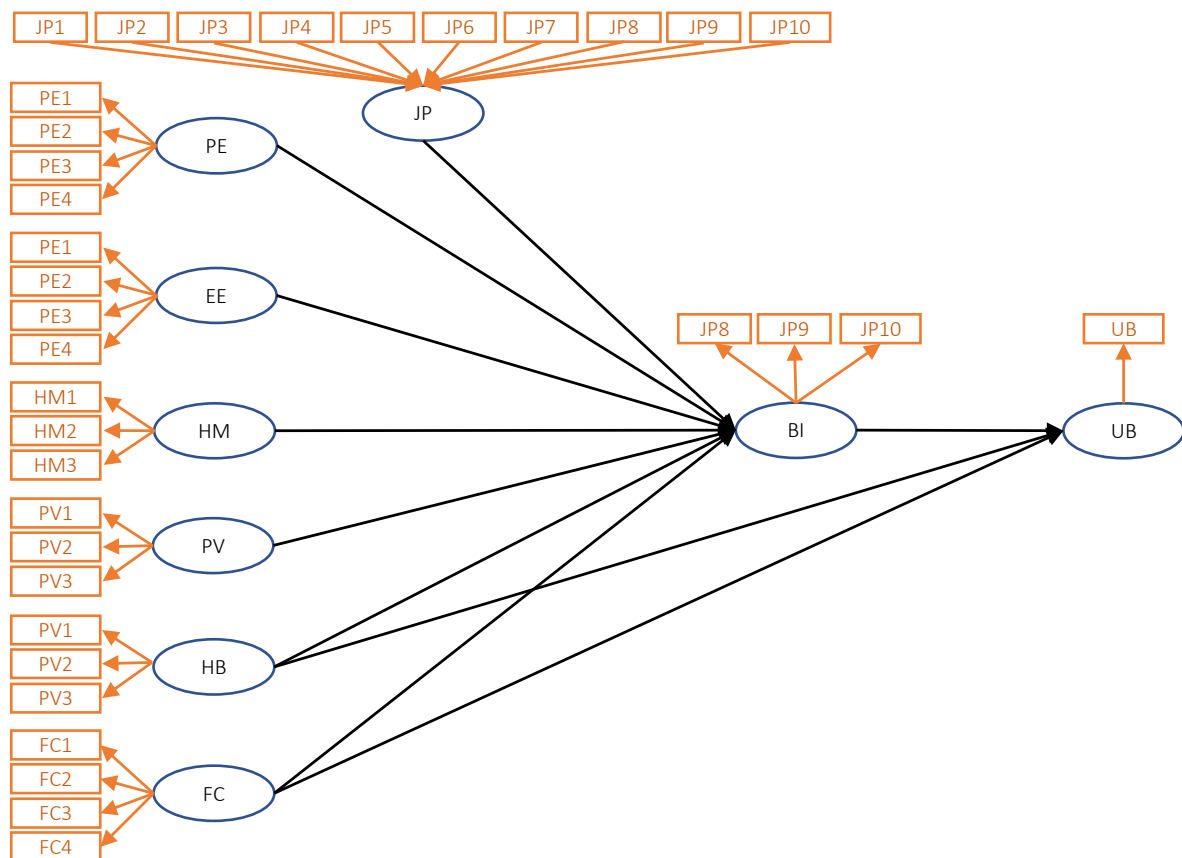 JP1 JP2 JP3 JP4 JP5 JP6 JP7 JP8 JP9 JP10
JP
PE1
PE2
PE3
PE4
PE
PE1
PE2
PE3
PE4
EE
JP8 JP9 JP10
UB
HM1
HM2
HM3
HM
BI
UB
PV1
PV2
PV3
PV
PV1
PV2
PV3
HB
FC1
FC2
FC3
FC4
FC